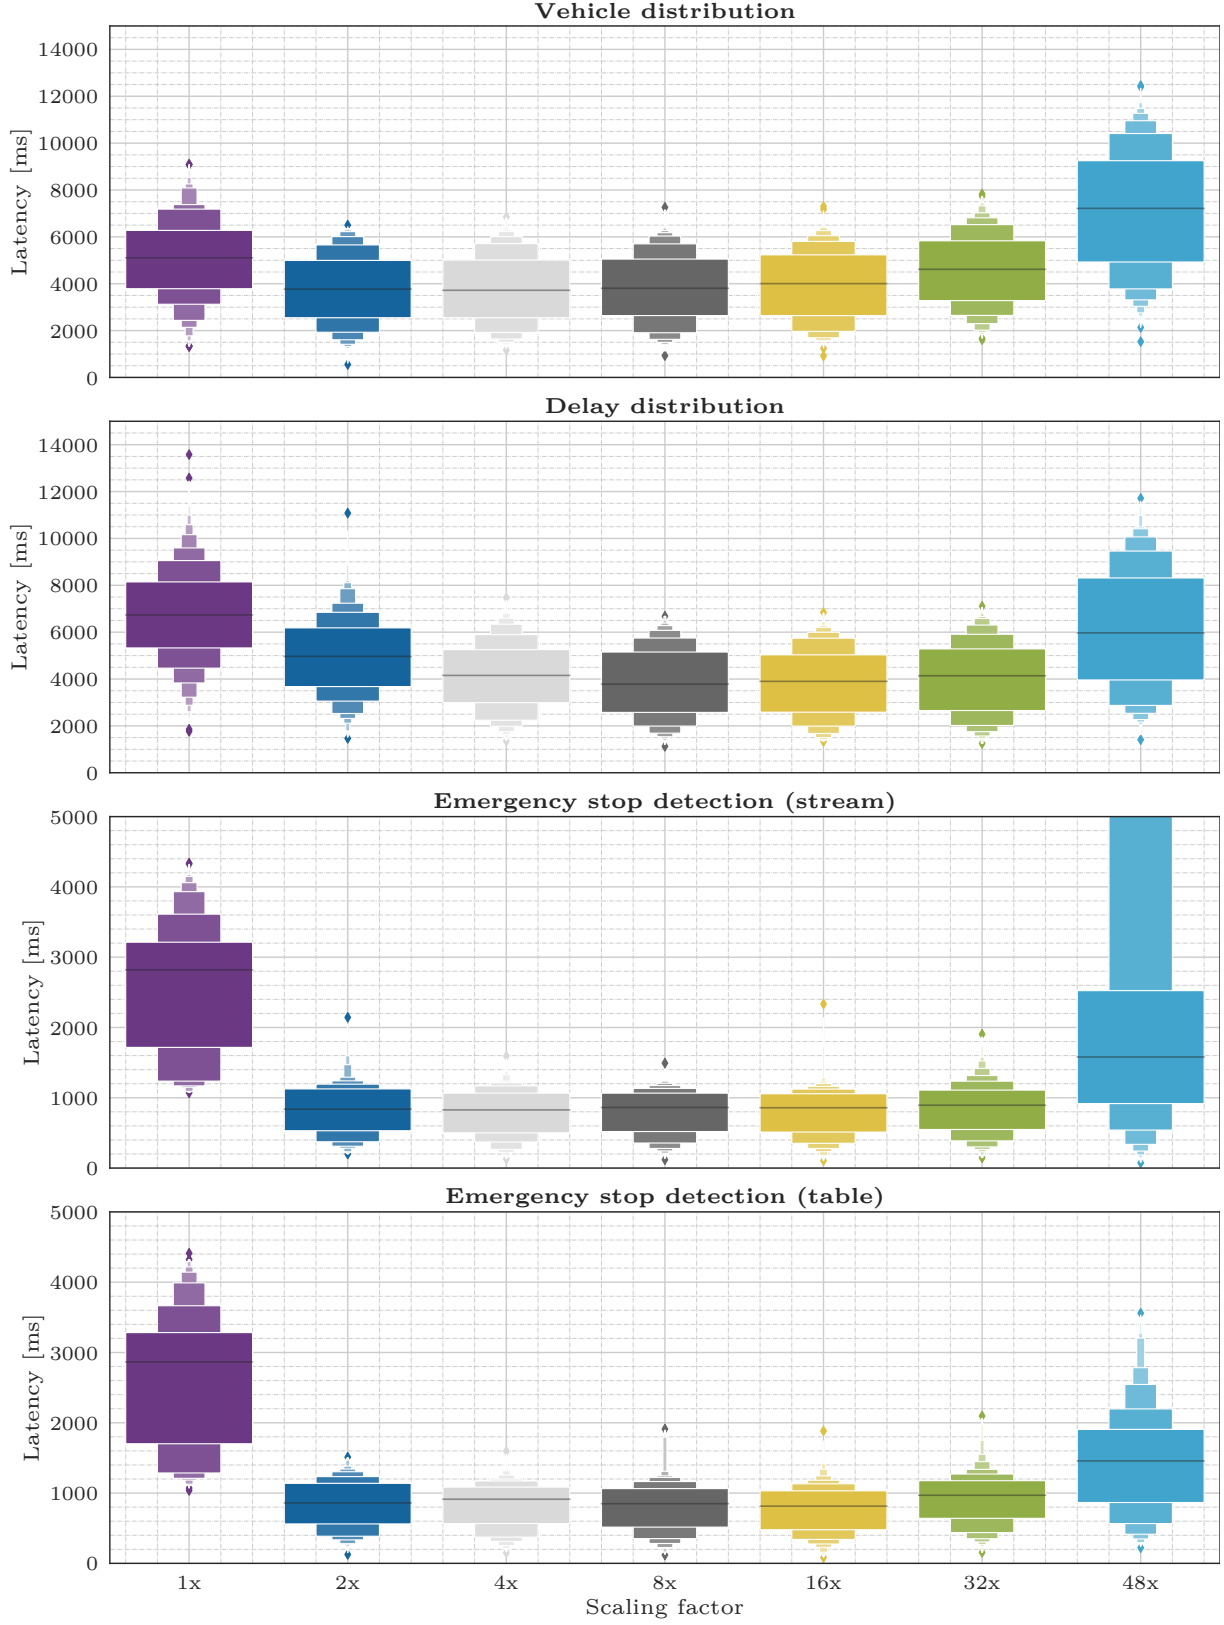 Vehicle distribution
14000
12000
10000
8000
6000
4000
2000
0
Latency [ms]
Delay distribution
14000
12000
10000
8000
6000
4000
2000
0
Latency [ms]
Emergency stop detection (stream)
5000
4000
3000
2000
1000
0
Latency [ms]
Emergency stop detection (table)
5000
4000
3000
2000
1000
0
Latency [ms]
1x 2x 4x 8x 16x 32x 48x
Scaling factor